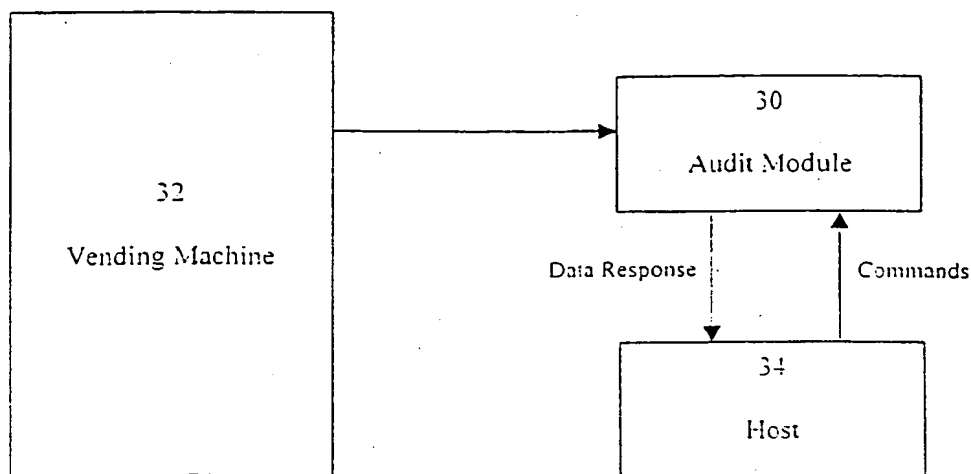 32
Vending Machine
30
Audit Module
Data Response
Commands
34
Host